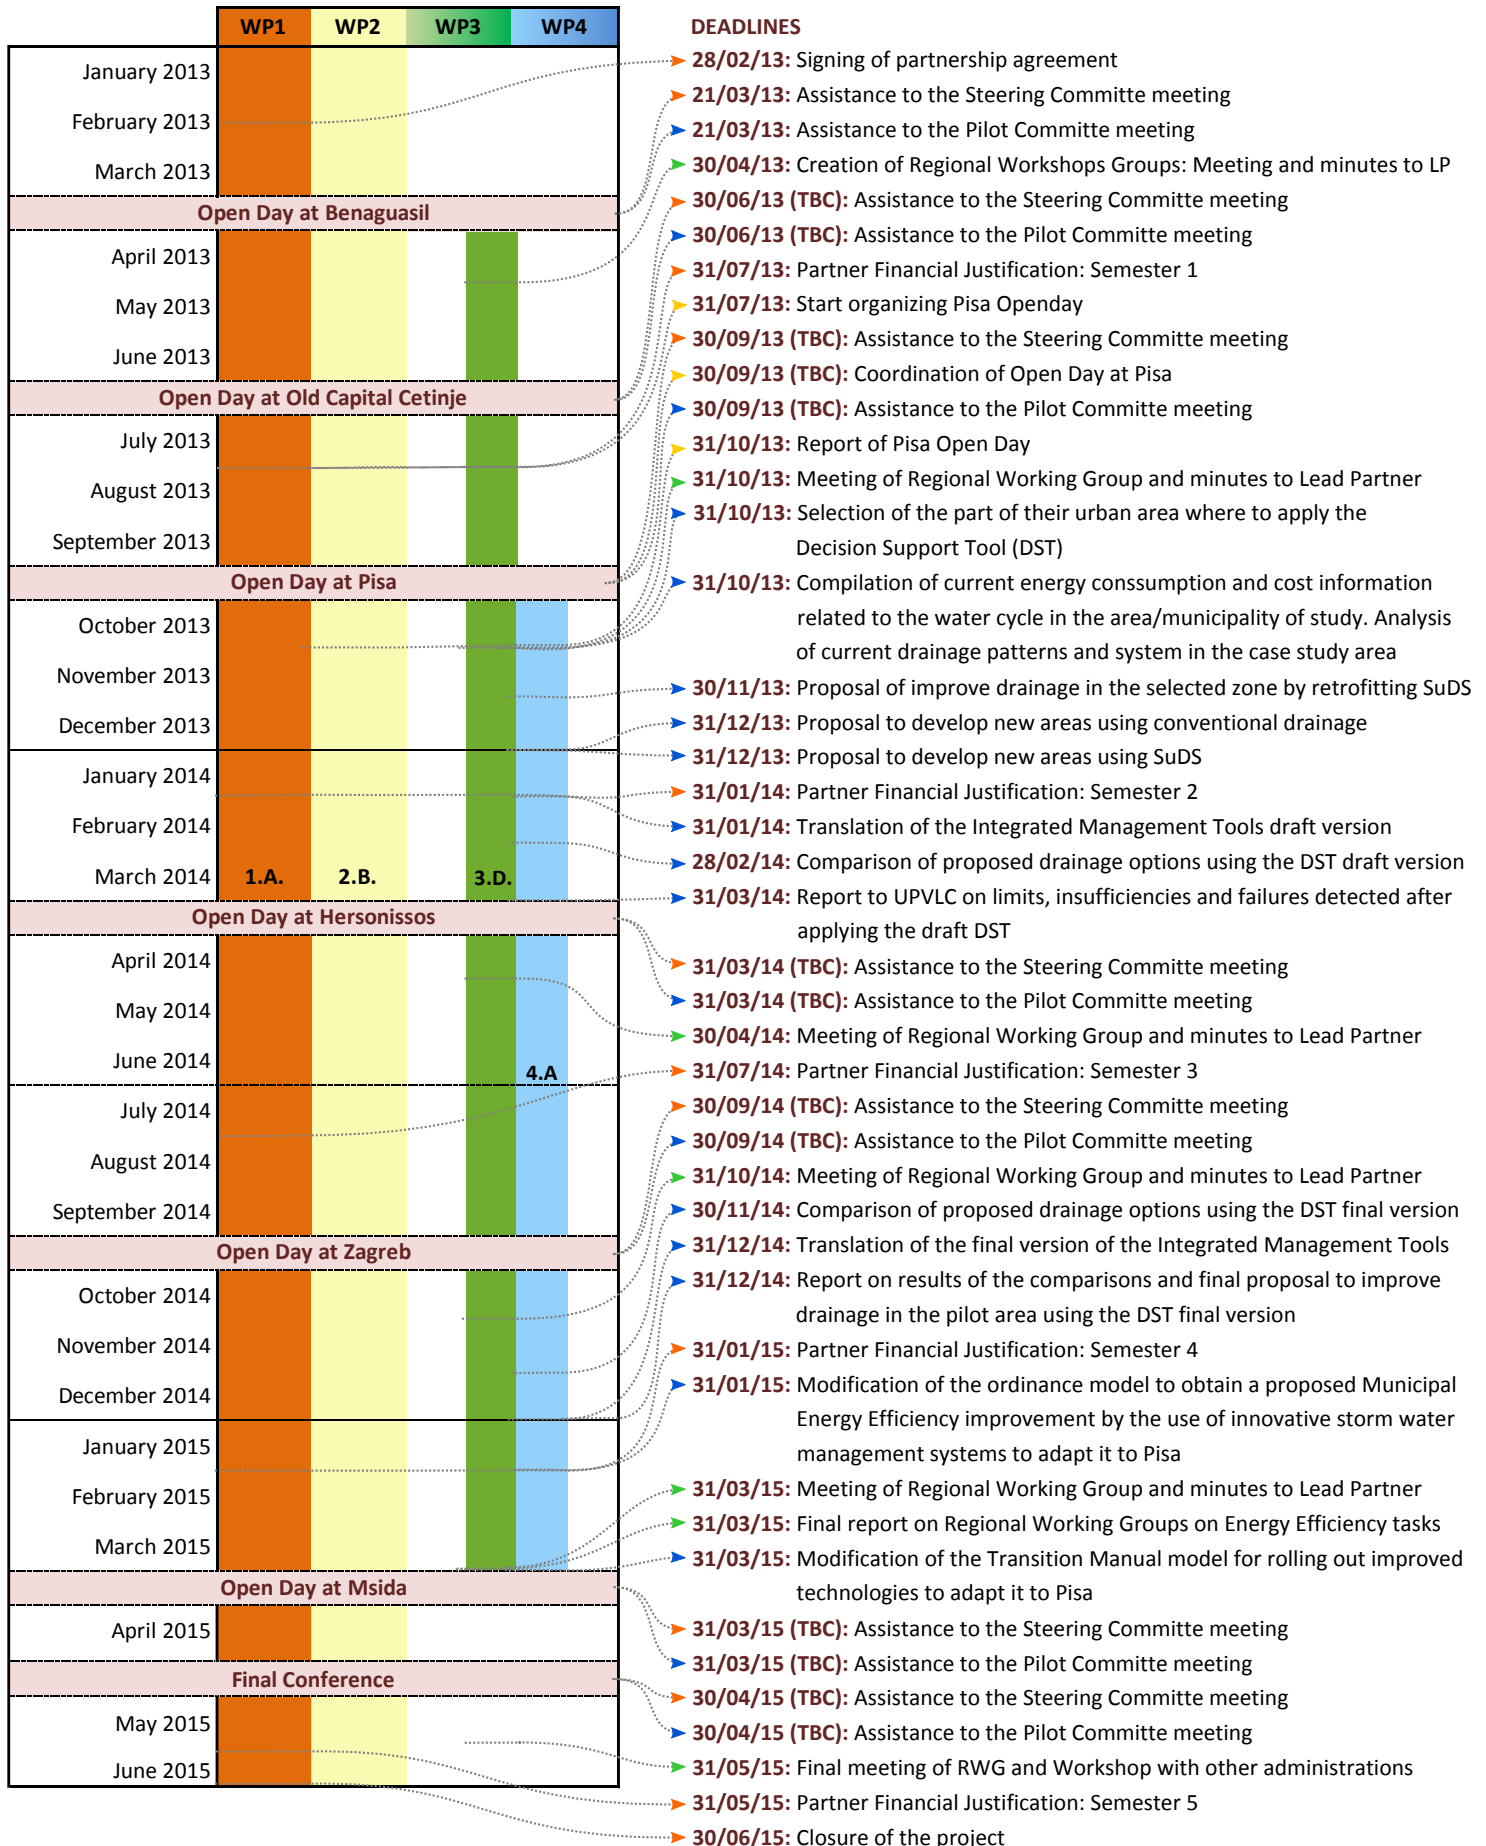 WP1 WP2 WP3 WP4
January 2013
February 2013
March 2013
Open Day at Benaguasil
April 2013
May 2013
June 2013
Open Day at Old Capital Cetinje
July 2013
August 2013
September 2013
Open Day at Pisa
October 2013
November 2013
December 2013
January 2014
February 2014
March 2014 1.A. 2.B. 3.D.
Open Day at Hersonissos
April 2014
May 2014
June 2014
4.A
July 2014
August 2014
September 2014
Open Day at Zagreb
October 2014
November 2014
December 2014
January 2015
February 2015
March 2015
Open Day at Msida
April 2015
Final Conference
May 2015
June 2015
DEADLINES
28/02/13: Signing of partnership agreement
21/03/13: Assistance to the Steering Committe meeting
21/03/13: Assistance to the Pilot Committe meeting
30/04/13: Creation of Regional Workshops Groups: Meeting and minutes to LP
30/06/13 (TBC): Assistance to the Steering Committe meeting
30/06/13 (TBC): Assistance to the Pilot Committe meeting
31/07/13: Partner Financial Justification: Semester 1
31/07/13: Start organizing Pisa Openday
30/09/13 (TBC): Assistance to the Steering Committe meeting
30/09/13 (TBC): Coordination of Open Day at Pisa
30/09/13 (TBC): Assistance to the Pilot Committe meeting
31/10/13: Report of Pisa Open Day
31/10/13: Meeting of Regional Working Group and minutes to Lead Partner
31/10/13: Selection of the part of their urban area where to apply the
Decision Support Tool (DST)
31/10/13: Compilation of current energy conssumption and cost information
related to the water cycle in the area/municipality of study. Analysis
of current drainage patterns and system in the case study area
30/11/13: Proposal of improve drainage in the selected zone by retrofitting SuDS
31/12/13: Proposal to develop new areas using conventional drainage
31/12/13: Proposal to develop new areas using SuDS
31/01/14: Partner Financial Justification: Semester 2
31/01/14: Translation of the Integrated Management Tools draft version
28/02/14: Comparison of proposed drainage options using the DST draft version
31/03/14: Report to UPVLC on limits, insufficiencies and failures detected after
applying the draft DST
31/03/14 (TBC): Assistance to the Steering Committe meeting
31/03/14 (TBC): Assistance to the Pilot Committe meeting
30/04/14: Meeting of Regional Working Group and minutes to Lead Partner
31/07/14: Partner Financial Justification: Semester 3
30/09/14 (TBC): Assistance to the Steering Committe meeting
30/09/14 (TBC): Assistance to the Pilot Committe meeting
31/10/14: Meeting of Regional Working Group and minutes to Lead Partner
30/11/14: Comparison of proposed drainage options using the DST final version
31/12/14: Translation of the final version of the Integrated Management Tools
31/12/14: Report on results of the comparisons and final proposal to improve
drainage in the pilot area using the DST final version
31/01/15: Partner Financial Justification: Semester 4
31/01/15: Modification of the ordinance model to obtain a proposed Municipal
Energy Efficiency improvement by the use of innovative storm water
management systems to adapt it to Pisa
31/03/15: Meeting of Regional Working Group and minutes to Lead Partner
31/03/15: Final report on Regional Working Groups on Energy Efficiency tasks
31/03/15: Modification of the Transition Manual model for rolling out improved
technologies to adapt it to Pisa
31/03/15 (TBC): Assistance to the Steering Committe meeting
31/03/15 (TBC): Assistance to the Pilot Committe meeting
30/04/15 (TBC): Assistance to the Steering Committe meeting
30/04/15 (TBC): Assistance to the Pilot Committe meeting
31/05/15: Final meeting of RWG and Workshop with other administrations
31/05/15: Partner Financial Justification: Semester 5
30/06/15: Closure of the project